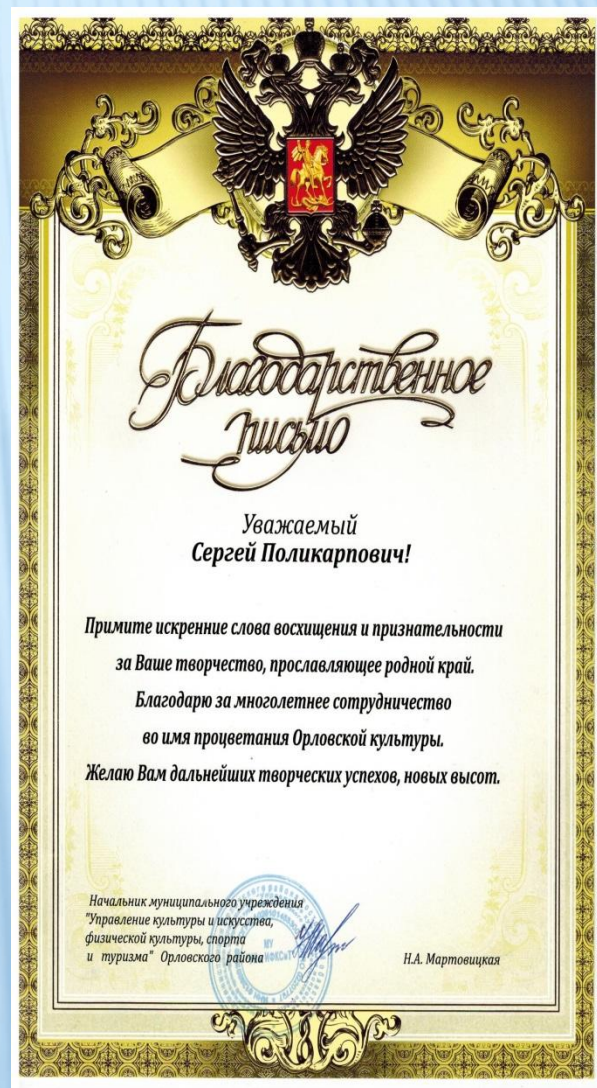 Благодарственное
письмо
Уважаемый
Сергей Поликарпович!
Примите искренние слова восхищения и признательности
за Ваше творчество, прославляющее родной край.
Благодарю за многолетнее сотрудничество
во имя процветания Орловской культуры.
Желаю Вам дальнейших творческих успехов, новых высот.
Начальник муниципального учреждения
"Управление культуры и искусства,
физической культуры, спорта
и туризма" Орловского района
Н.А. Мартовицкая
МУ